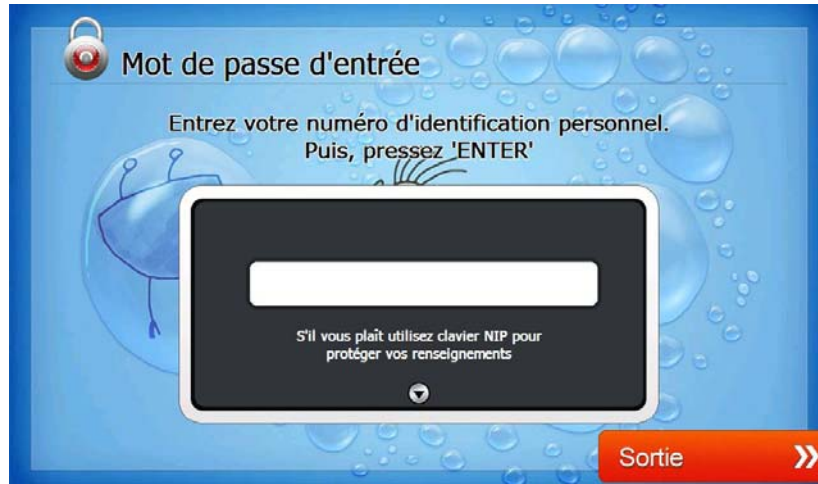 Mot de passe d'entrée
Entrez votre numéro d'identification personnel.
Puis, pressez 'ENTER'
S'il vous plaît utilisez clavier NIP pour
protéger vos renseignements
Sortie